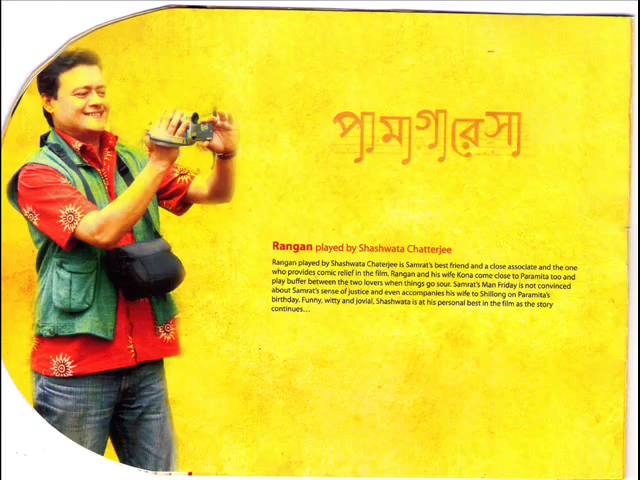 পামাগারেসা
Rangan played by Shashwata Chatterjee
Rangan played by Shashwata Chaterjee is Samrat's best friend and a close associate and the one
who provides comic relief in the film. Rangan and his wife Kona come close to Paramita too and
play buffer between the two lovers when things go sour. Samrat's Man Friday is not convinced
about Samrat's sense of justice and even accompanies his wife to Shillong on Paramita's
birthday. Funny, witty and jovial, Shashwata is at his personal best in the film as the story
continues...